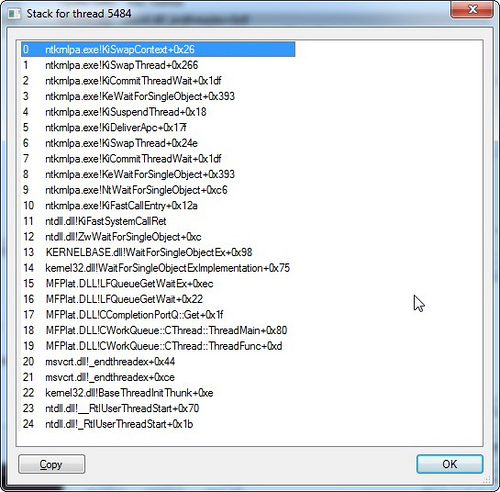 Stack for thread 5484
0 ntkrnlpa.exe!KiSwapContext+0x26
1 ntkrnlpa.exe!KiSwapThread+0x266
2 ntkrnlpa.exe!KiCommitThreadWait+0x1df
3 ntkrnlpa.exe!KeWaitForSingleObject+0x393
4 ntkrnlpa.exe!KiSuspendThread+0x18
5 ntkrnlpa.exe!KiDeliverApc+0x17f
6 ntkrnlpa.exe!KiSwapThread+0x24e
7 ntkrnlpa.exe!KiCommitThreadWait+0x1df
8 ntkrnlpa.exe!KeWaitForSingleObject+0x393
9 ntkrnlpa.exe!NtWaitForSingleObject+0xc6
10 ntkrnlpa.exe!KiFastCallEntry+0x12a
11 ntdll.dll!KiFastSystemCallRet
12 ntdll.dll!ZwWaitForSingleObject+0xc
13 KERNELBASE.dll!WaitForSingleObjectEx+0x98
14 kernel32.dll!WaitForSingleObjectExImplementation+0x75
15 MFPlat.DLL!LFQueueGetWaitEx+0xec
16 MFPlat.DLL!LFQueueGetWait+0x22
17 MFPlat.DLL!CCompletionPortQ::Get+0x1f
18 MFPlat.DLL!CWorkQueue::CThread::ThreadMain+0x80
19 MFPlat.DLL!CWorkQueue::CThread::ThreadFunc+0xd
20 msvcrt.dll!_endthreadex+0x44
21 msvcrt.dll!_endthreadex+0xce
22 kernel32.dll!BaseThreadInitThunk+0xe
23 ntdll.dll!__RtlUserThreadStart+0x70
24 ntdll.dll!_RtlUserThreadStart+0x1b
Copy
OK